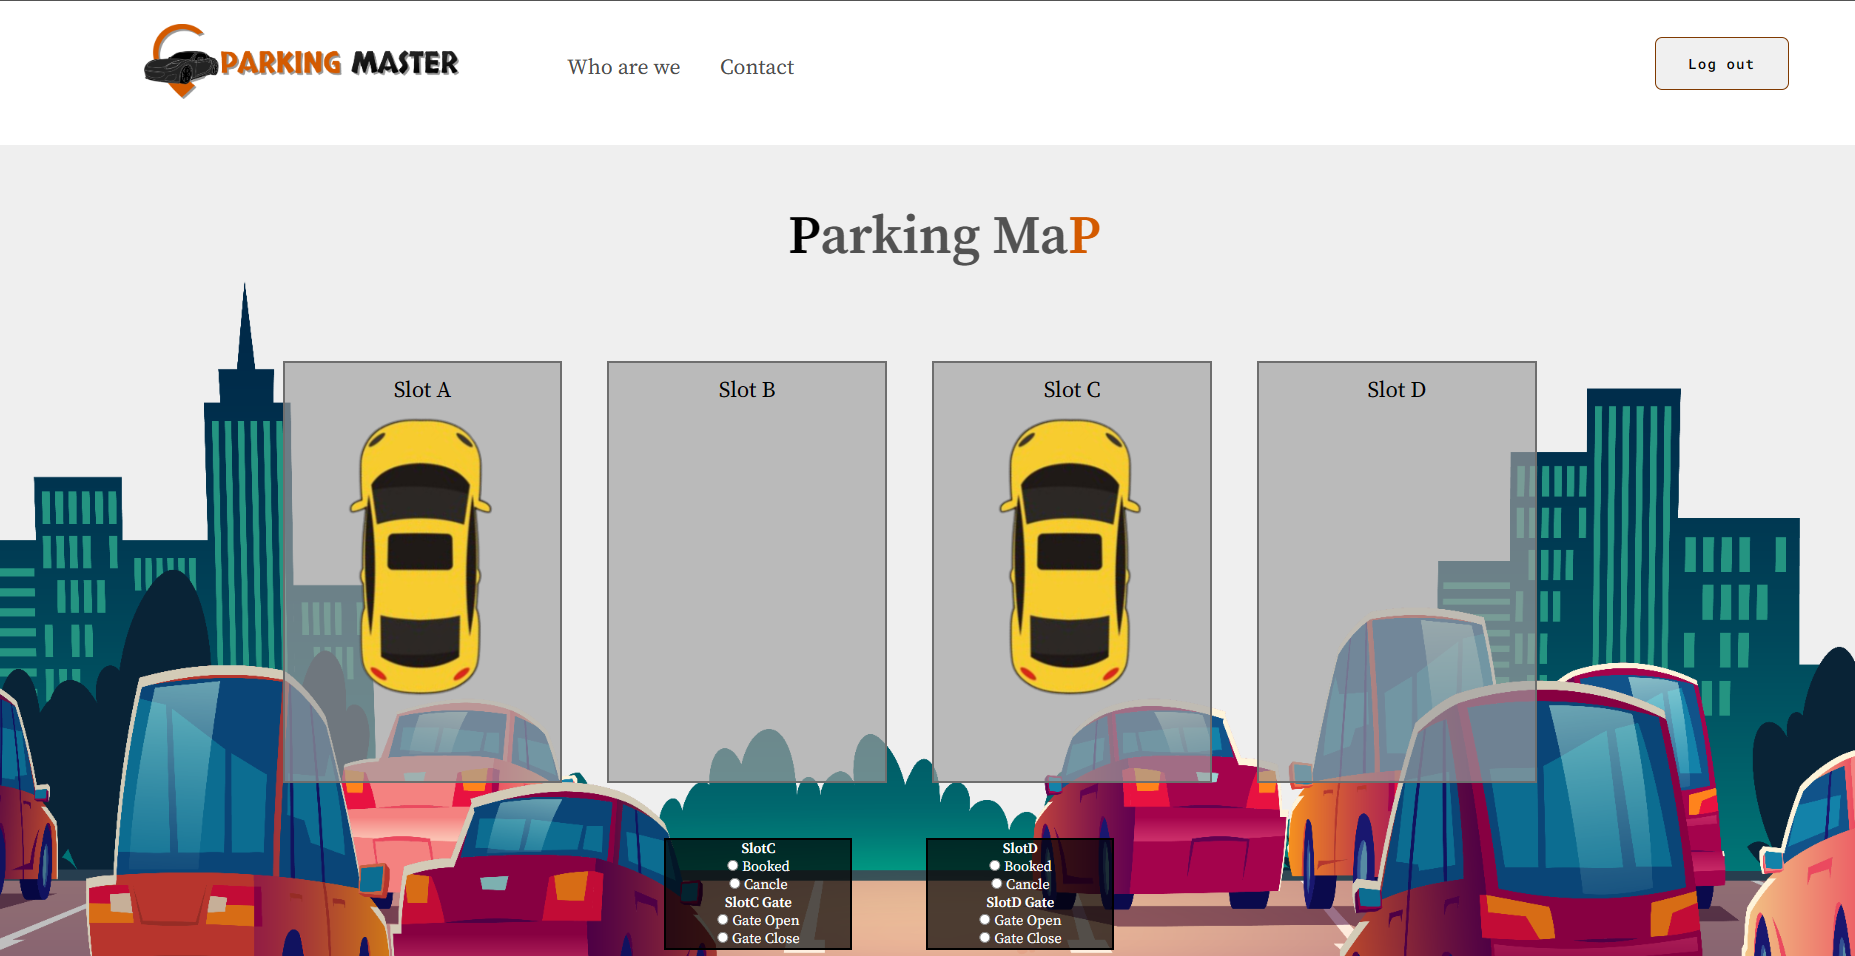 PARKING MASTER
Who are we
Contact
Log out
Parking MaP
Slot A
Slot B
Slot C
Slot D
SlotC
Booked
Cancle
SlotC Gate
Gate Open
Gate Close
SlotD
Booked
Cancle
SlotD Gate
Gate Open
Gate Close